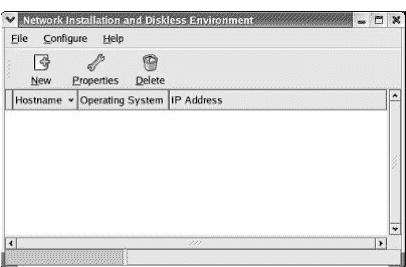 Network Installation and Diskless Environment
File Configure Help
New Properties Delete
Hostname Operating System IP Address